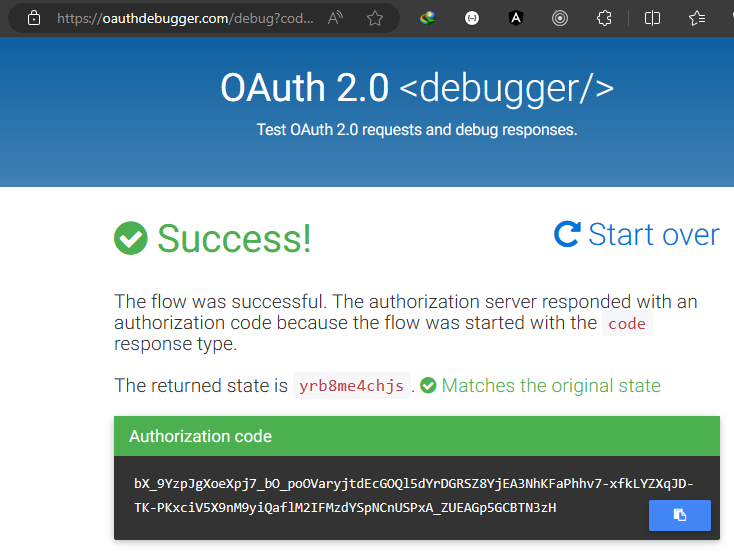 https://oauthdebugger.com/debug?cod...
OAuth 2.0 <debugger/>
Test OAuth 2.0 requests and debug responses.
Success!
Start over
The flow was successful. The authorization server responded with an
authorization code because the flow was started with the code
response type.
The returned state is yrb8me4chjs. Matches the original state
Authorization code
bX_9YzpJgXoeXpj7_bO_poOVaryjtdEcGOQl5dYrDGRSZ8YjEA3NhKFaPhhv7-xfkLYZXqJD-
TK-PKxciV5X9nM9yiQaflM2IFMzdYSpNCnUSPxA_ZUEAGp5GCBTN3zH